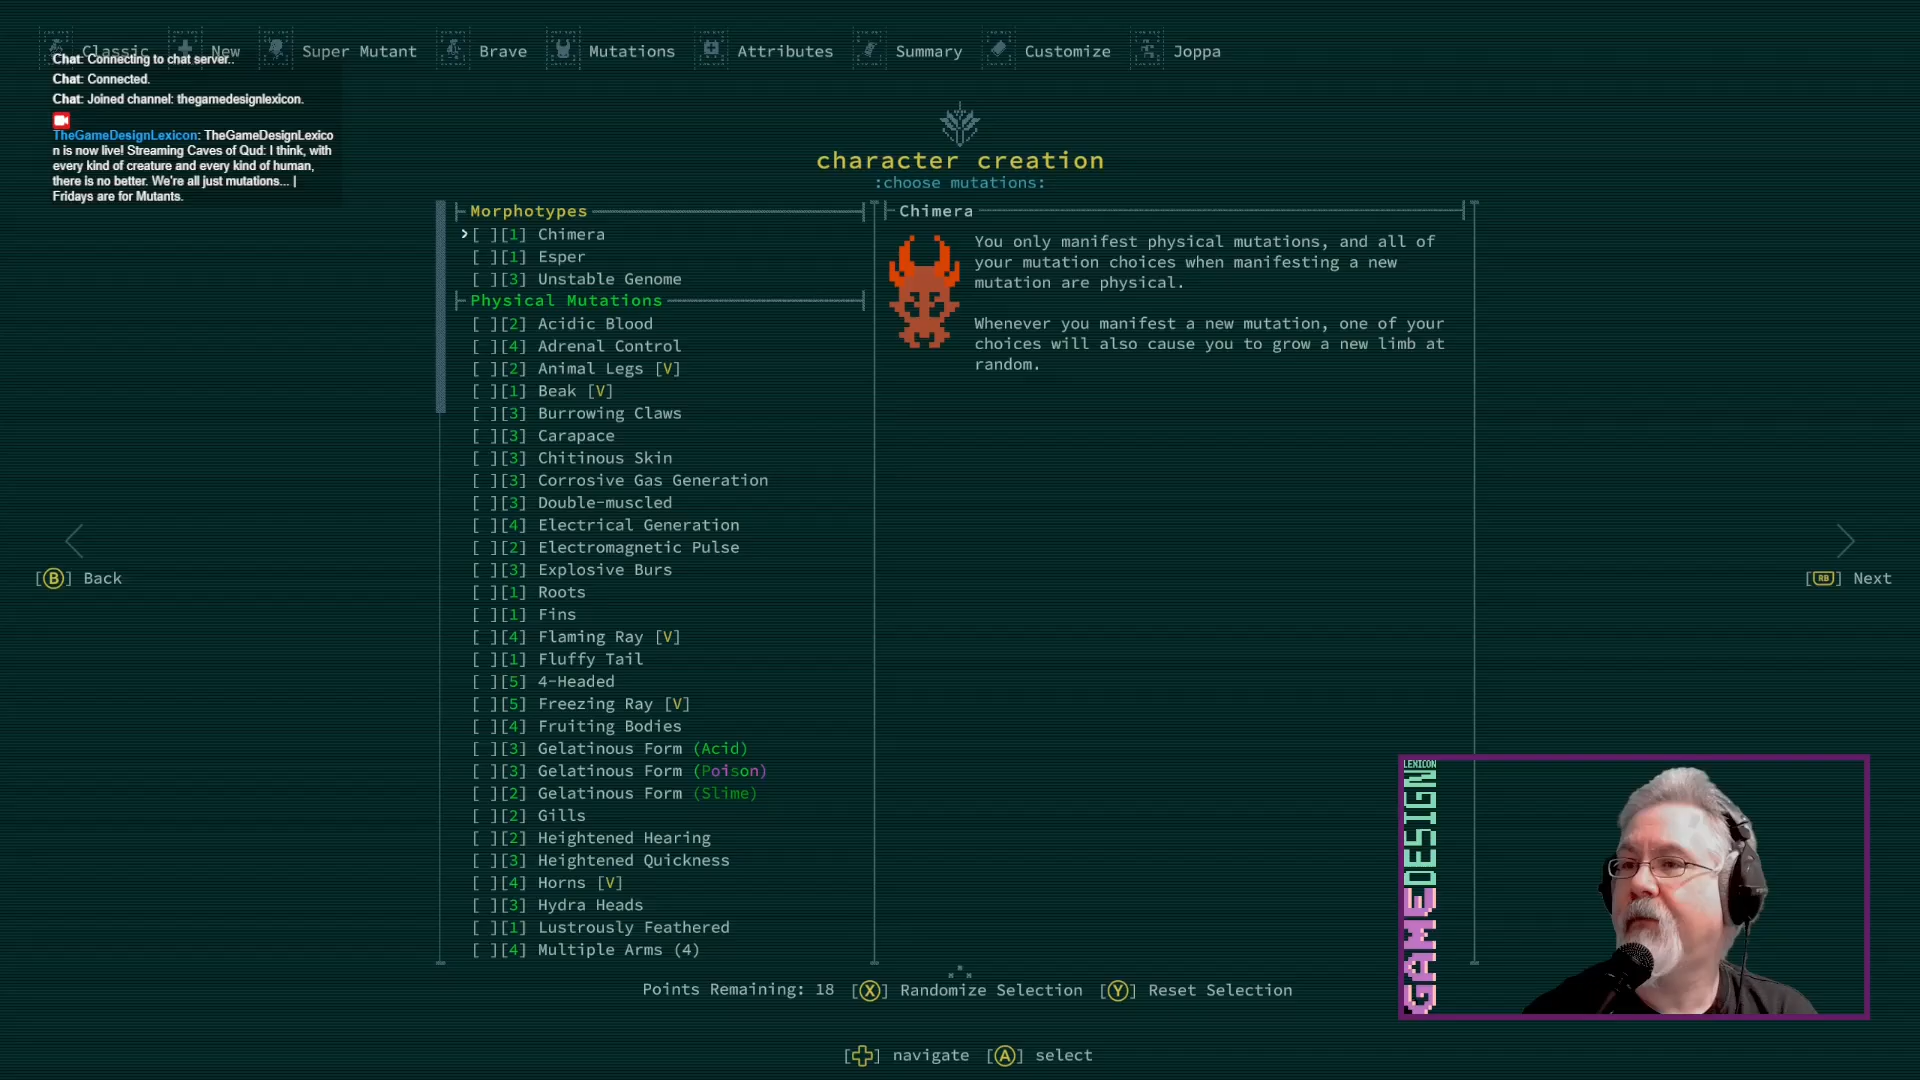 Classic
New
Super Mutant
Brave
Mutations
Attributes
Summary
Customize
Joppa
Chat: Connecting to chat server..
Chat: Connected.
Chat: Joined channel: thegamedesignlexicon.
TheGameDesignLexicon: TheGameDesignLexico
n is now live! Streaming Caves of Qud: I think, with
every kind of creature and every kind of human,
there is no better. We're all just mutations... |
Fridays are for Mutants.
character creation
:choose mutations:
Morphotypes
>[ ][1] Chimera
[ ][1] Esper
[ ][3] Unstable Genome
Physical Mutations
[ ][2] Acidic Blood
[ ][4] Adrenal Control
[ ][2] Animal Legs [V]
[ ][1] Beak [V]
[ ][3] Burrowing Claws
[ ][3] Carapace
[ ][3] Chitinous Skin
[ ][3] Corrosive Gas Generation
[ ][3] Double-muscled
[ ][4] Electrical Generation
[ ][2] Electromagnetic Pulse
[ ][3] Explosive Burs
[ ][1] Roots
[ ][1] Fins
[ ][4] Flaming Ray [V]
[ ][1] Fluffy Tail
[ ][5] 4-Headed
[ ][5] Freezing Ray [V]
[ ][4] Fruiting Bodies
[ ][3] Gelatinous Form (Acid)
[ ][3] Gelatinous Form (Poison)
[ ][2] Gelatinous Form (Slime)
[ ][2] Gills
[ ][2] Heightened Hearing
[ ][3] Heightened Quickness
[ ][4] Horns [V]
[ ][3] Hydra Heads
[ ][1] Lustrously Feathered
[ ][4] Multiple Arms (4)
Chimera
You only manifest physical mutations, and all of
your mutation choices when manifesting a new
mutation are physical.
Whenever you manifest a new mutation, one of your
choices will also cause you to grow a new limb at
random.
[B] Back
[RB] Next
Points Remaining: 18 [X] Randomize Selection [Y] Reset Selection
navigate [A] select
GAMEDESIGN
LEXICON